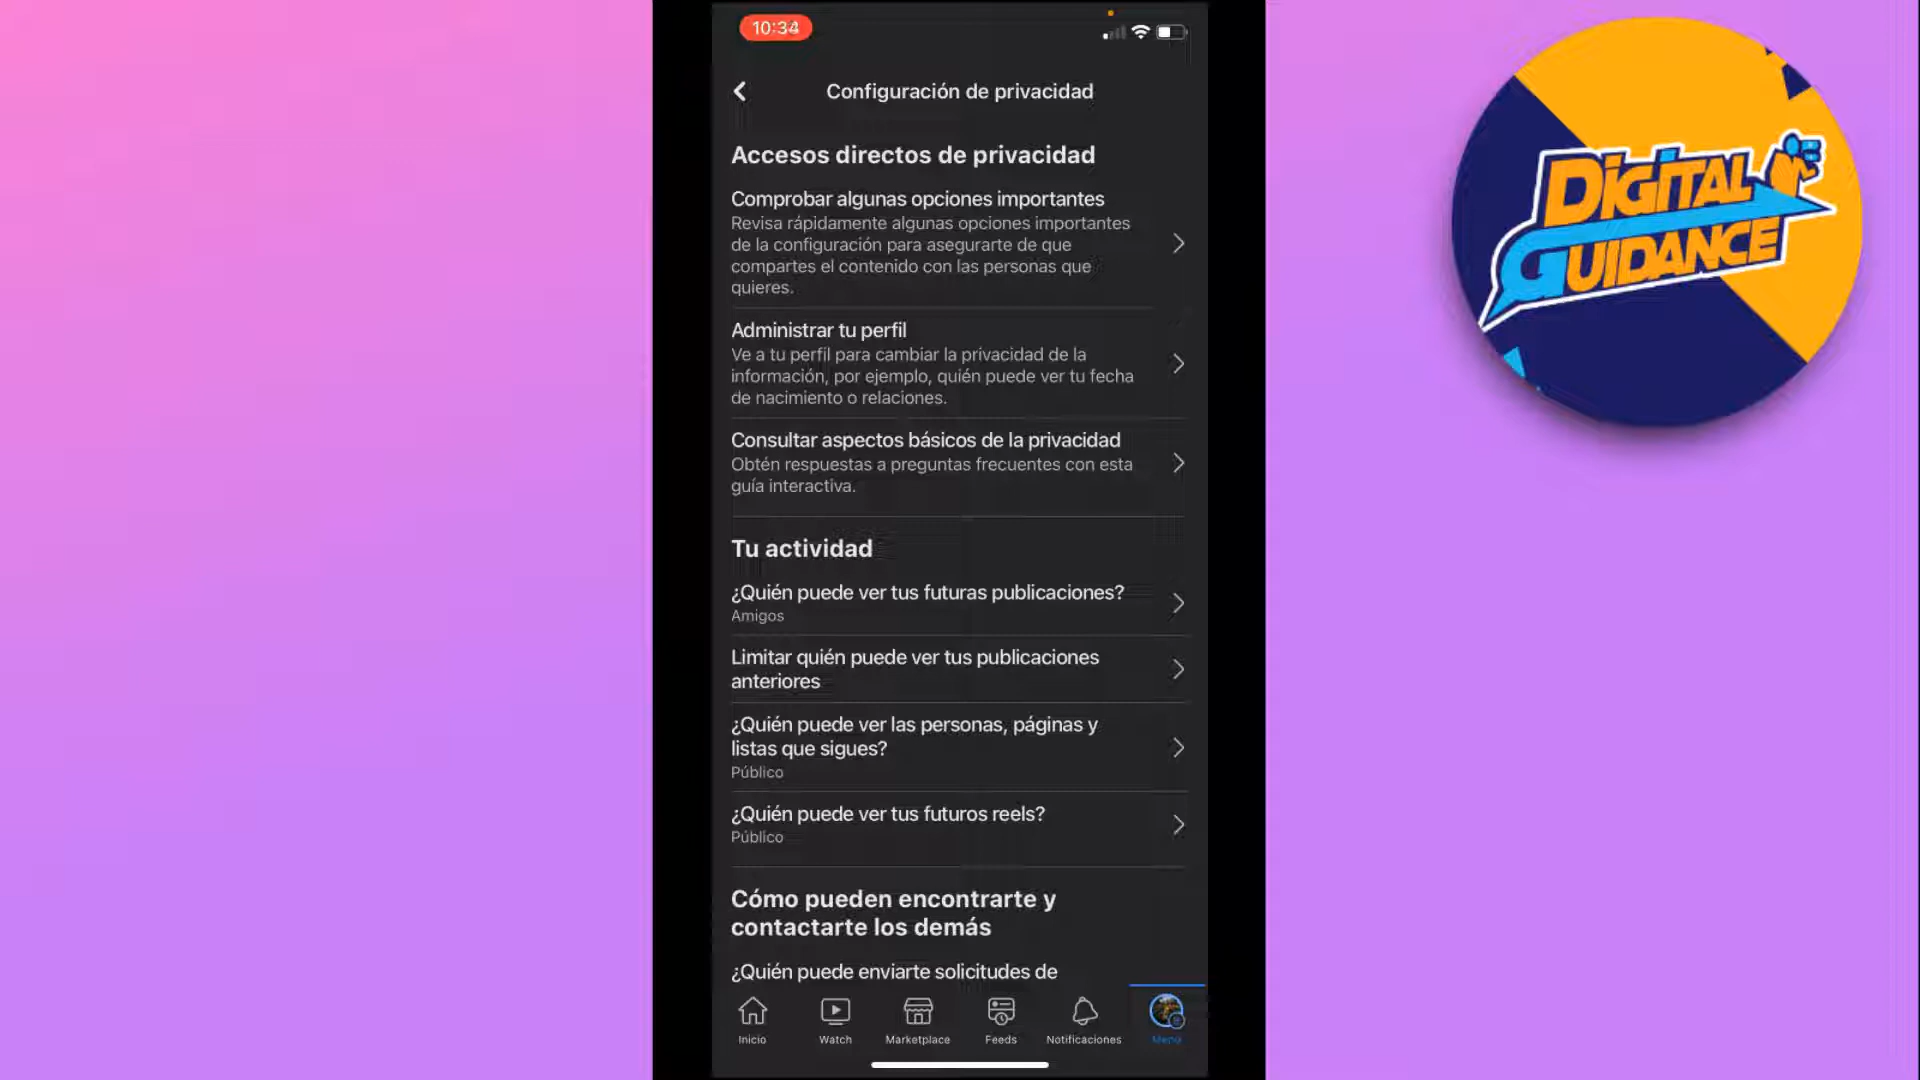 10:34
Configuración de privacidad
Accesos directos de privacidad
Comprobar algunas opciones importantes
Revisa rápidamente algunas opciones importantes
de la configuración para asegurarte de que
compartes el contenido con las personas que
quieres.
Administrar tu perfil
Ve a tu perfil para cambiar la privacidad de la
información, por ejemplo, quién puede ver tu fecha
de nacimiento o relaciones.
Consultar aspectos básicos de la privacidad
Obtén respuestas a preguntas frecuentes con esta
guía interactiva.
Tu actividad
¿Quién puede ver tus futuras publicaciones?
Amigos
Limitar quién puede ver tus publicaciones
anteriores
¿Quién puede ver las personas, páginas y
listas que sigues?
Público
¿Quién puede ver tus futuros reels?
Público
Cómo pueden encontrarte y
contactarte los demás
¿Quién puede enviarte solicitudes de
Inicio
Watch
Marketplace
Feeds
Notificaciones
Menú
DIGITAL
GUIDANCE